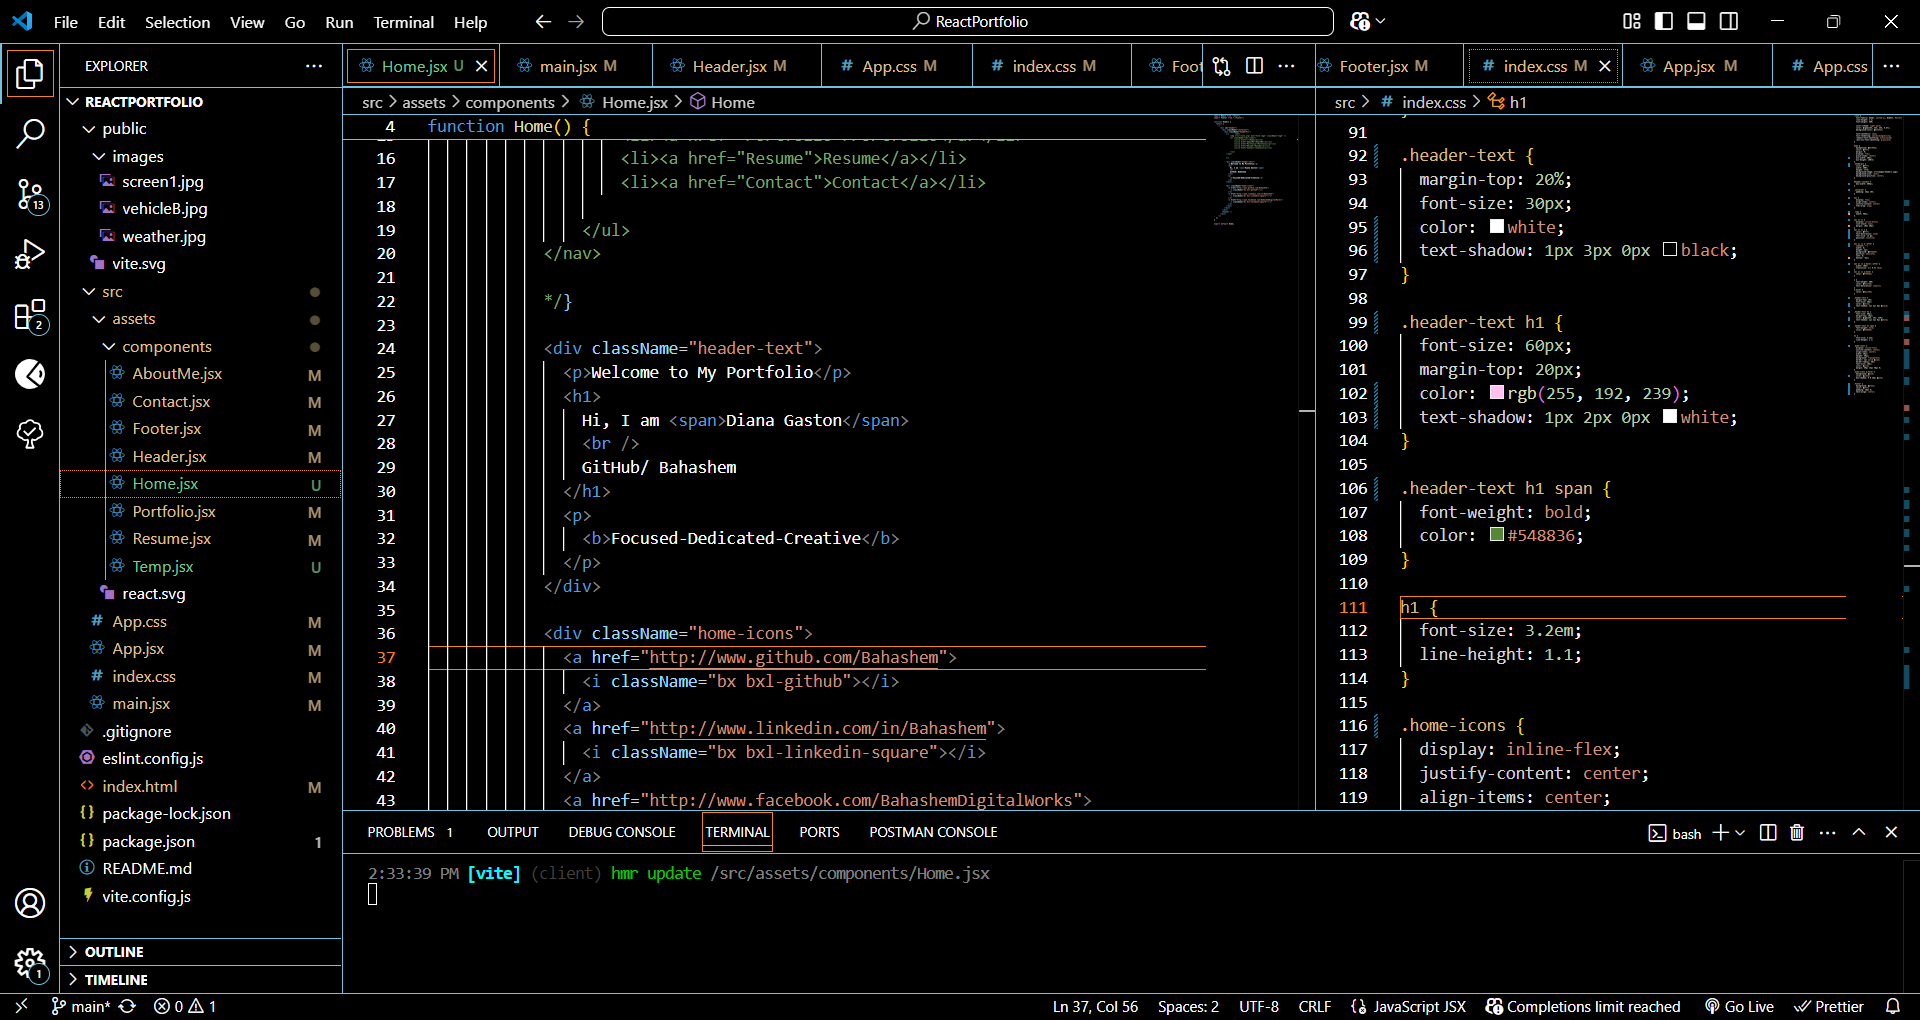 File Edit Selection View Go Run Terminal Help
ReactPortfolio
EXPLORER
REACTPORTFOLIO
public
images
screen1.jpg
vehicleB.jpg
weather.jpg
vite.svg
src
assets
components
AboutMe.jsx M
Contact.jsx M
Footer.jsx M
Header.jsx M
Home.jsx U
Portfolio.jsx M
Resume.jsx M
Temp.jsx U
react.svg
App.css M
App.jsx M
index.css M
main.jsx M
.gitignore
eslint.config.js
index.html M
package-lock.json
package.json 1
README.md
vite.config.js
OUTLINE
TIMELINE
13
2
1
Home.jsx U main.jsx M Header.jsx M App.css M index.css M Foot
src > assets > components > Home.jsx > Home
4 function Home() {
16 <li><a href="Resume">Resume</a></li>
17 <li><a href="Contact">Contact</a></li>
18
19 </ul>
20 </nav>
21
22 */}
23
24 <div className="header-text">
25 <p>Welcome to My Portfolio</p>
26 <h1>
27 Hi, I am <span>Diana Gaston</span>
28 <br />
29 GitHub/ Bahashem
30 </h1>
31 <p>
32 <b>Focused-Dedicated-Creative</b>
33 </p>
34 </div>
35
36 <div className="home-icons">
37 <a href="http://www.github.com/Bahashem">
38 <i className="bx bxl-github"></i>
39 </a>
40 <a href="http://www.linkedin.com/in/Bahashem">
41 <i className="bx bxl-linkedin-square"></i>
42 </a>
43 <a href="http://www.facebook.com/BahashemDigitalWorks">
Footer.jsx M index.css M App.jsx M App.css
src > index.css > h1
91
92 .header-text {
93 margin-top: 20%;
94 font-size: 30px;
95 color: white;
96 text-shadow: 1px 3px 0px black;
97 }
98
99 .header-text h1 {
100 font-size: 60px;
101 margin-top: 20px;
102 color: rgb(255, 192, 239);
103 text-shadow: 1px 2px 0px white;
104 }
105
106 .header-text h1 span {
107 font-weight: bold;
108 color: #548836;
109 }
110
111 h1 {
112 font-size: 3.2em;
113 line-height: 1.1;
114 }
115
116 .home-icons {
117 display: inline-flex;
118 justify-content: center;
119 align-items: center;
PROBLEMS 1 OUTPUT DEBUG CONSOLE TERMINAL PORTS POSTMAN CONSOLE
bash
2:33:39 PM [vite] (client) hmr update /src/assets/components/Home.jsx
main* 0 1 Ln 37, Col 56 Spaces: 2 UTF-8 CRLF JavaScript JSX Completions limit reached Go Live Prettier